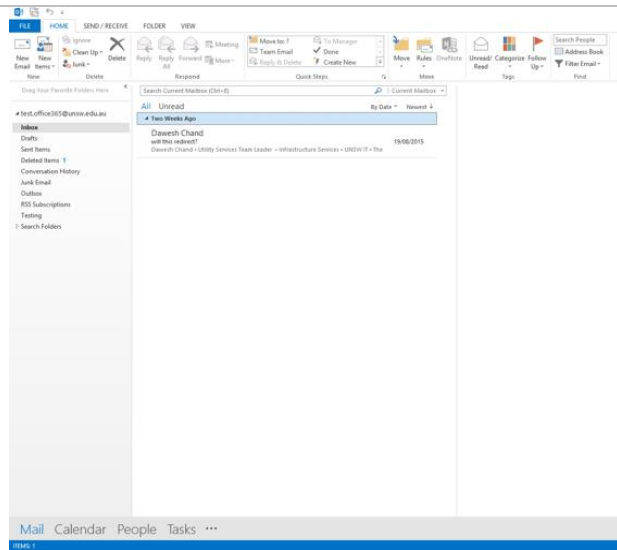 FILE HOME SEND / RECEIVE FOLDER VIEW
New Email
New Items
Ignore
Clean Up
Junk
Delete
Reply
Reply All
Forward
Meeting
More
Move to: ?
Team Email
Reply & Delete
To Manager
Done
Create New
Move
Rules
OneNote
Unread/ Read
Categorize
Follow Up
Search People
Address Book
Filter Email
New Delete Respond Quick Steps Move Tags Find
Drag Your Favorite Folders Here
test.office365@unsw.edu.au
Inbox
Drafts
Sent Items
Deleted Items 1
Conversation History
Junk Email
Outbox
RSS Subscriptions
Testing
Search Folders
Search Current Mailbox (Ctrl+E) Current Mailbox
All Unread By Date Newest
Two Weeks Ago
Dawesh Chand
will this redirect? 19/08/2015
Dawesh Chand • Utility Services Team Leader • Infrastructure Services • UNSW IT • The
Mail Calendar People Tasks •••
ITEMS: 1